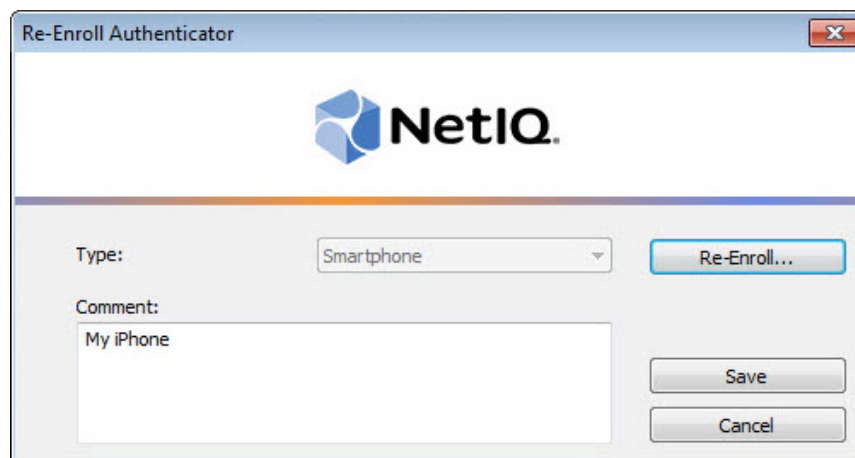 Re-Enroll Authenticator
NetIQ.
Type:
Smartphone
Re-Enroll...
Comment:
My iPhone
Save
Cancel